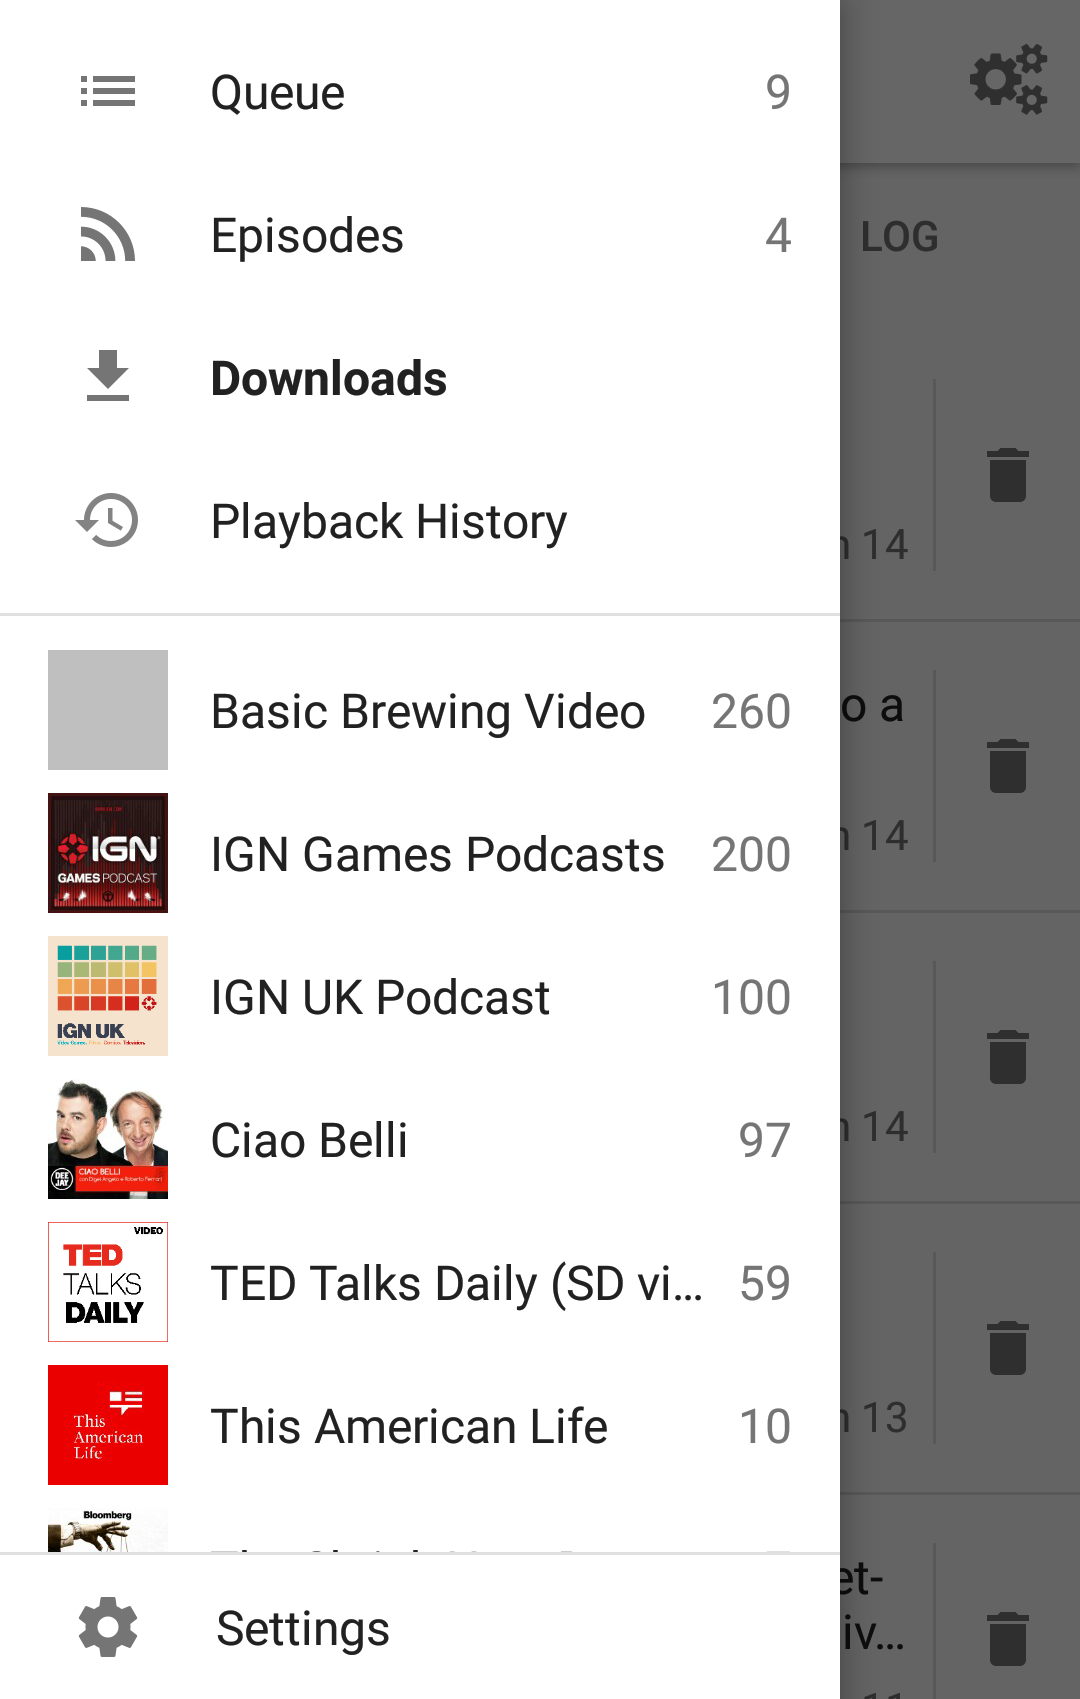 Queue 9
Episodes 4
LOG
Downloads
Playback History
14
Basic Brewing Video 260
o a
14
IGN
GAMES PODCAST
IGN Games Podcasts 200
IGN UK
IGN UK Podcast 100
14
DEE JAY
CIAO BELLI
Ciao Belli 97
VIDEO
TED
TALKS
DAILY
TED Talks Daily (SD vi... 59
This
American
Life
This American Life 10
13
Bloomberg
et-
iv...
Settings